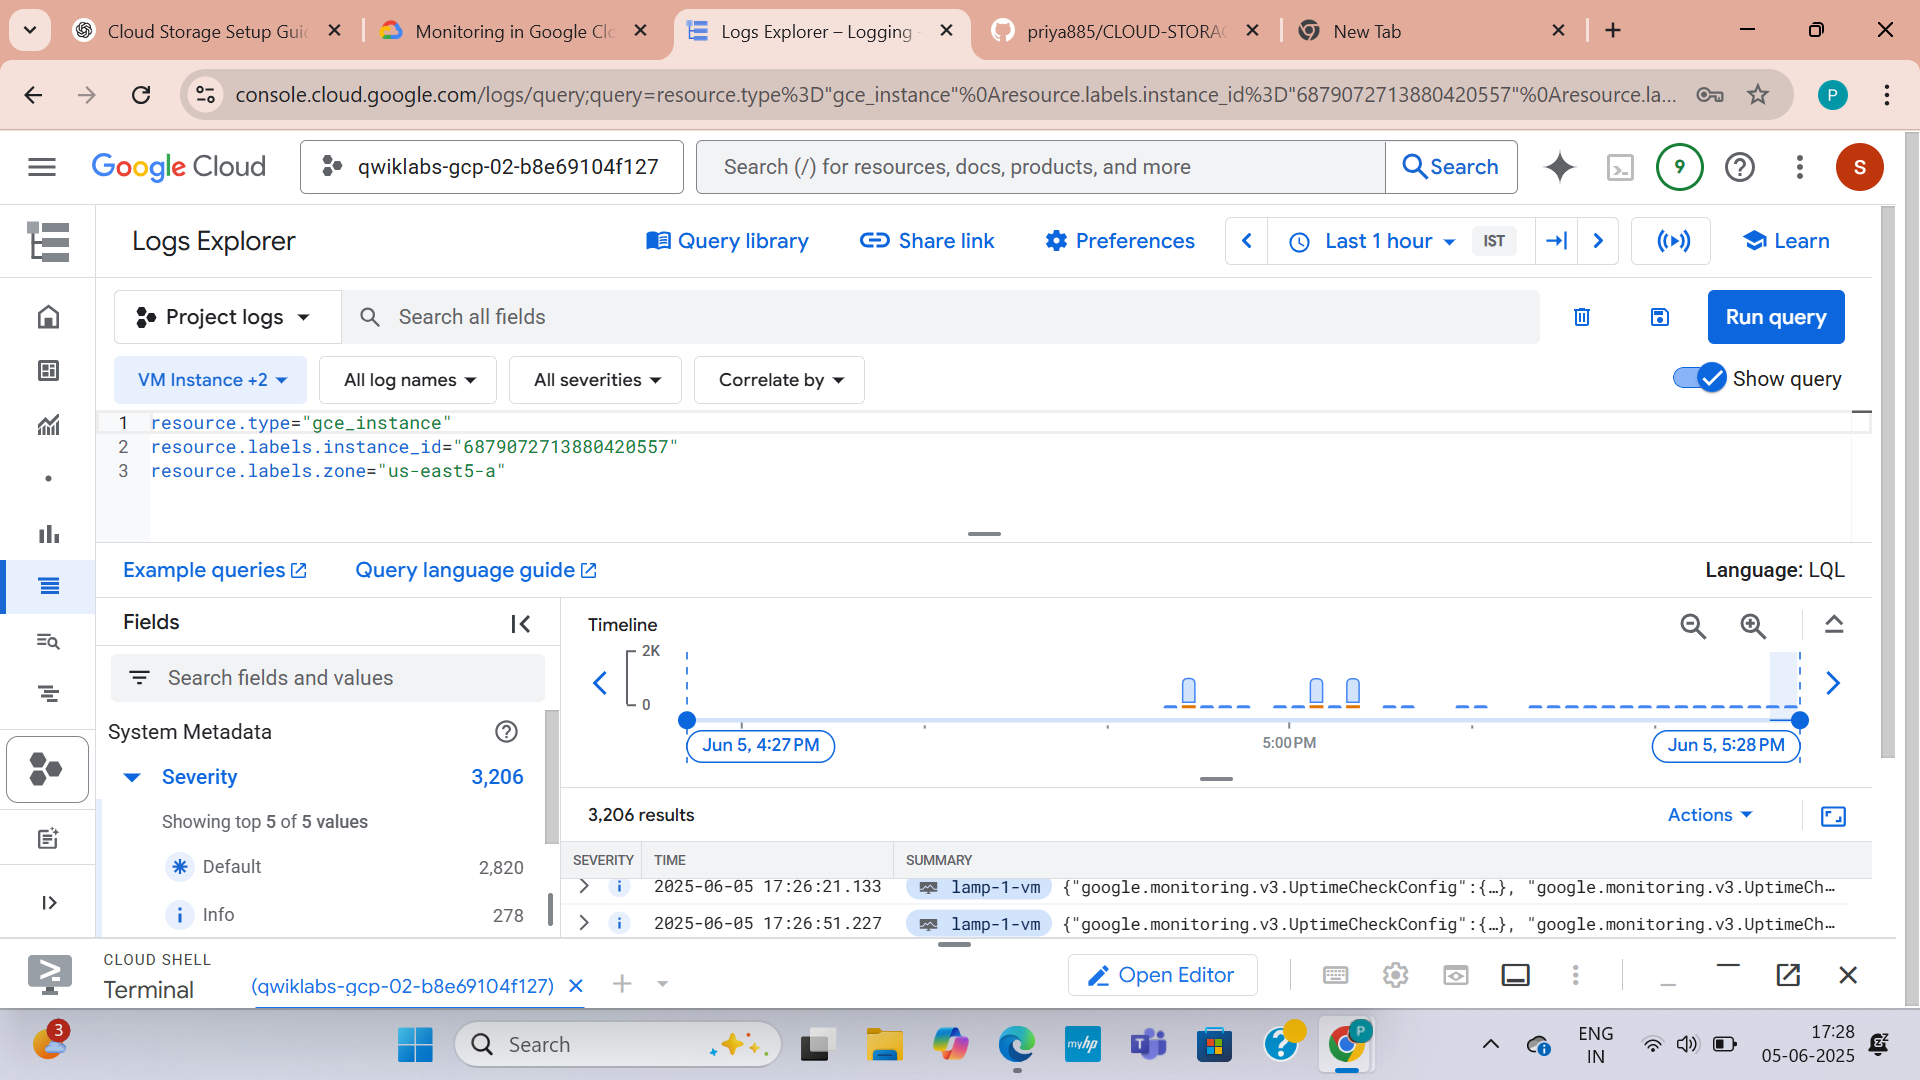 Cloud Storage Setup Gui
Monitoring in Google Clo
Logs Explorer – Logging
priya885/CLOUD-STORAG
New Tab
console.cloud.google.com/logs/query;query=resource.type%3D"gce_instance"%0Aresource.labels.instance_id%3D"6879072713880420557"%0Aresource.la...
P
Google Cloud
qwiklabs-gcp-02-b8e69104f127
Search (/) for resources, docs, products, and more
Search
9
S
Logs Explorer
Query library
Share link
Preferences
Last 1 hour
IST
Learn
Project logs
Search all fields
Run query
VM Instance +2
All log names
All severities
Correlate by
Show query
1 resource.type="gce_instance"
2 resource.labels.instance_id="6879072713880420557"
3 resource.labels.zone="us-east5-a"
Example queries
Query language guide
Language: LQL
Fields
Search fields and values
System Metadata
Severity 3,206
Showing top 5 of 5 values
Default 2,820
Info 278
Timeline
2K
0
5:00 PM
Jun 5, 4:27 PM
Jun 5, 5:28 PM
3,206 results
Actions
SEVERITY TIME SUMMARY
i 2025-06-05 17:26:21.133 lamp-1-vm {"google.monitoring.v3.UptimeCheckConfig":{…}, "google.monitoring.v3.UptimeCh…
i 2025-06-05 17:26:51.227 lamp-1-vm {"google.monitoring.v3.UptimeCheckConfig":{…}, "google.monitoring.v3.UptimeCh…
CLOUD SHELL
Terminal
(qwiklabs-gcp-02-b8e69104f127)
Open Editor
3
Search
myhp
P
ENG
IN
17:28
05-06-2025